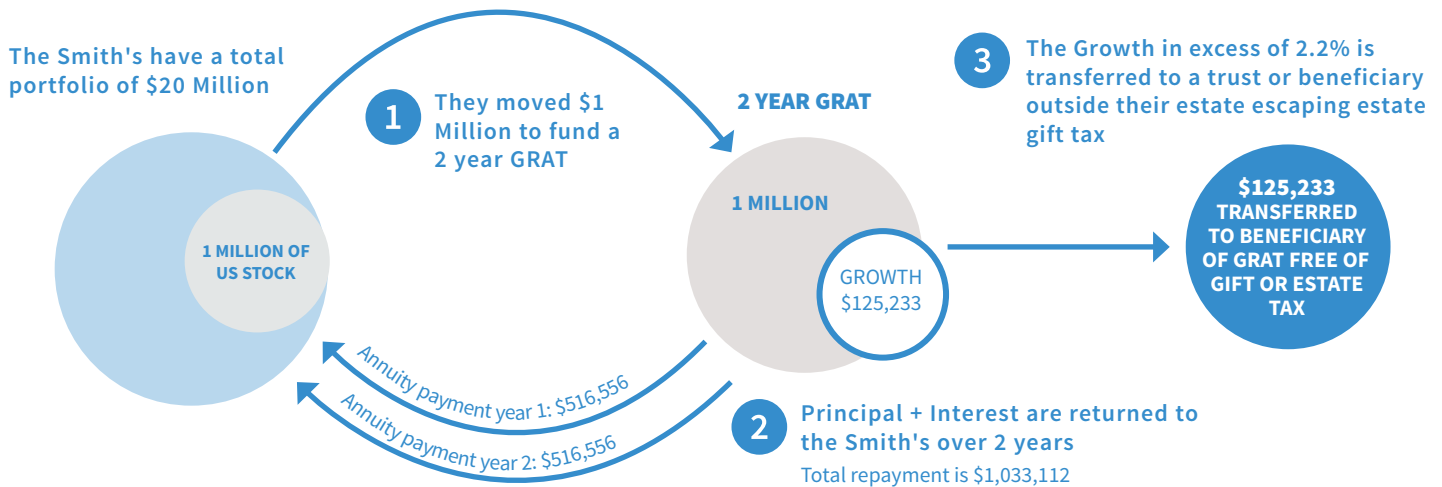 The Smith's have a total
portfolio of $20 Million
1 MILLION OF
US STOCK
1
They moved $1
Million to fund a
2 year GRAT
2 YEAR GRAT
1 MILLION
GROWTH
$125,233
Annuity payment year 1: $516,556
Annuity payment year 2: $516,556
2
Principal + Interest are returned to
the Smith's over 2 years
Total repayment is $1,033,112
3
The Growth in excess of 2.2% is
transferred to a trust or beneficiary
outside their estate escaping estate
gift tax
$125,233
TRANSFERRED
TO BENEFICIARY
OF GRAT FREE OF
GIFT OR ESTATE
TAX